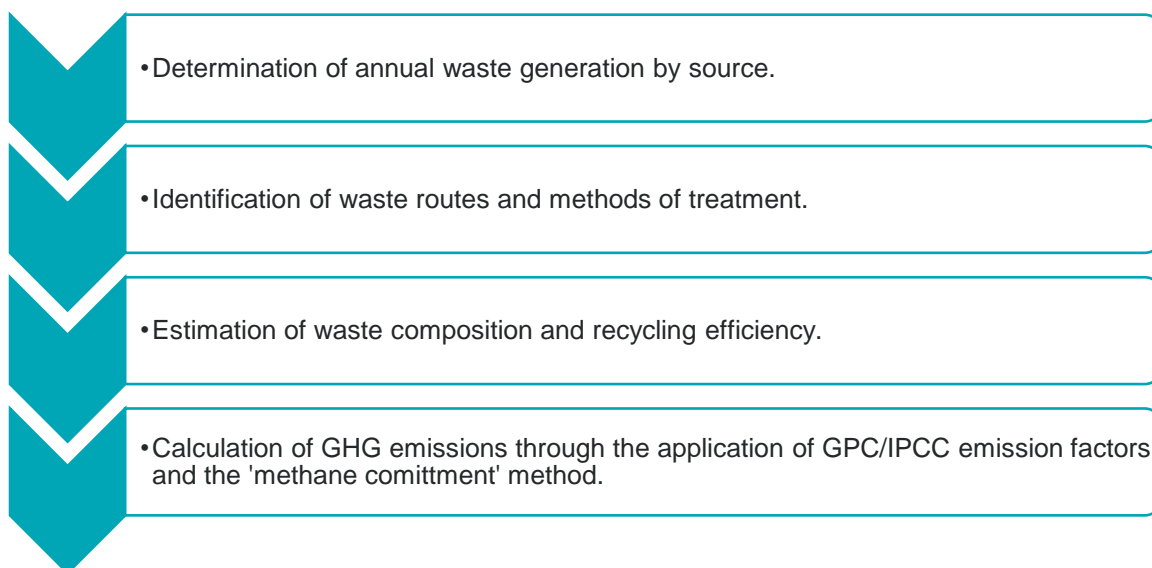 •Determination of annual waste generation by source.
•Identification of waste routes and methods of treatment.
•Estimation of waste composition and recycling efficiency.
•Calculation of GHG emissions through the application of GPC/IPCC emission factors
and the 'methane comittment' method.